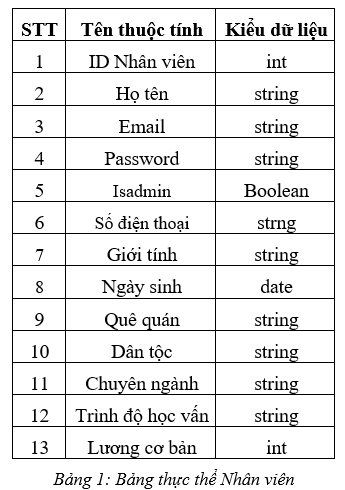 STT Tên thuộc tính Kiểu dữ liệu
1 ID Nhân viên int
2 Họ tên string
3 Email string
4 Password string
5 Isadmin Boolean
6 Số điện thoại strng
7 Giới tính string
8 Ngày sinh date
9 Quê quán string
10 Dân tộc string
11 Chuyên ngành string
12 Trình độ học vấn string
13 Lương cơ bản int
Bảng 1: Bảng thực thể Nhân viên